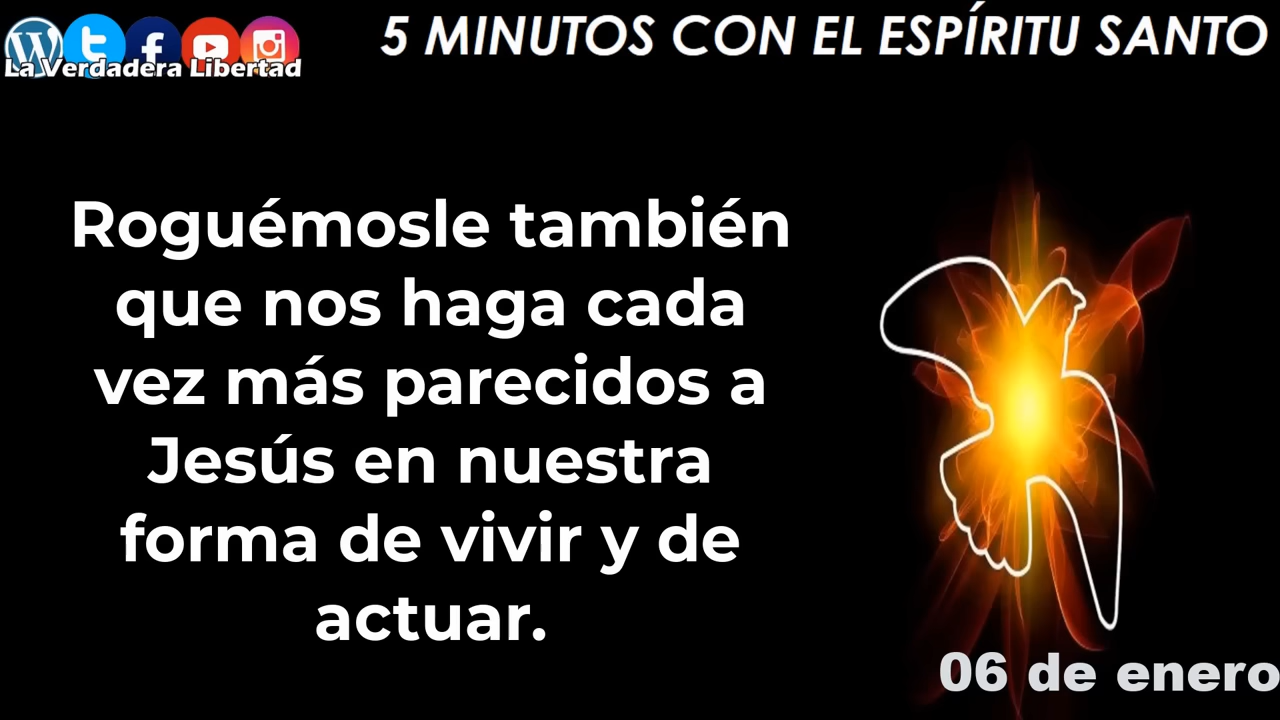 La Verdadera Libertad
5 MINUTOS CON EL ESPÍRITU SANTO
Roguémosle también
que nos haga cada
vez más parecidos a
Jesús en nuestra
forma de vivir y de
actuar.
06 de enero